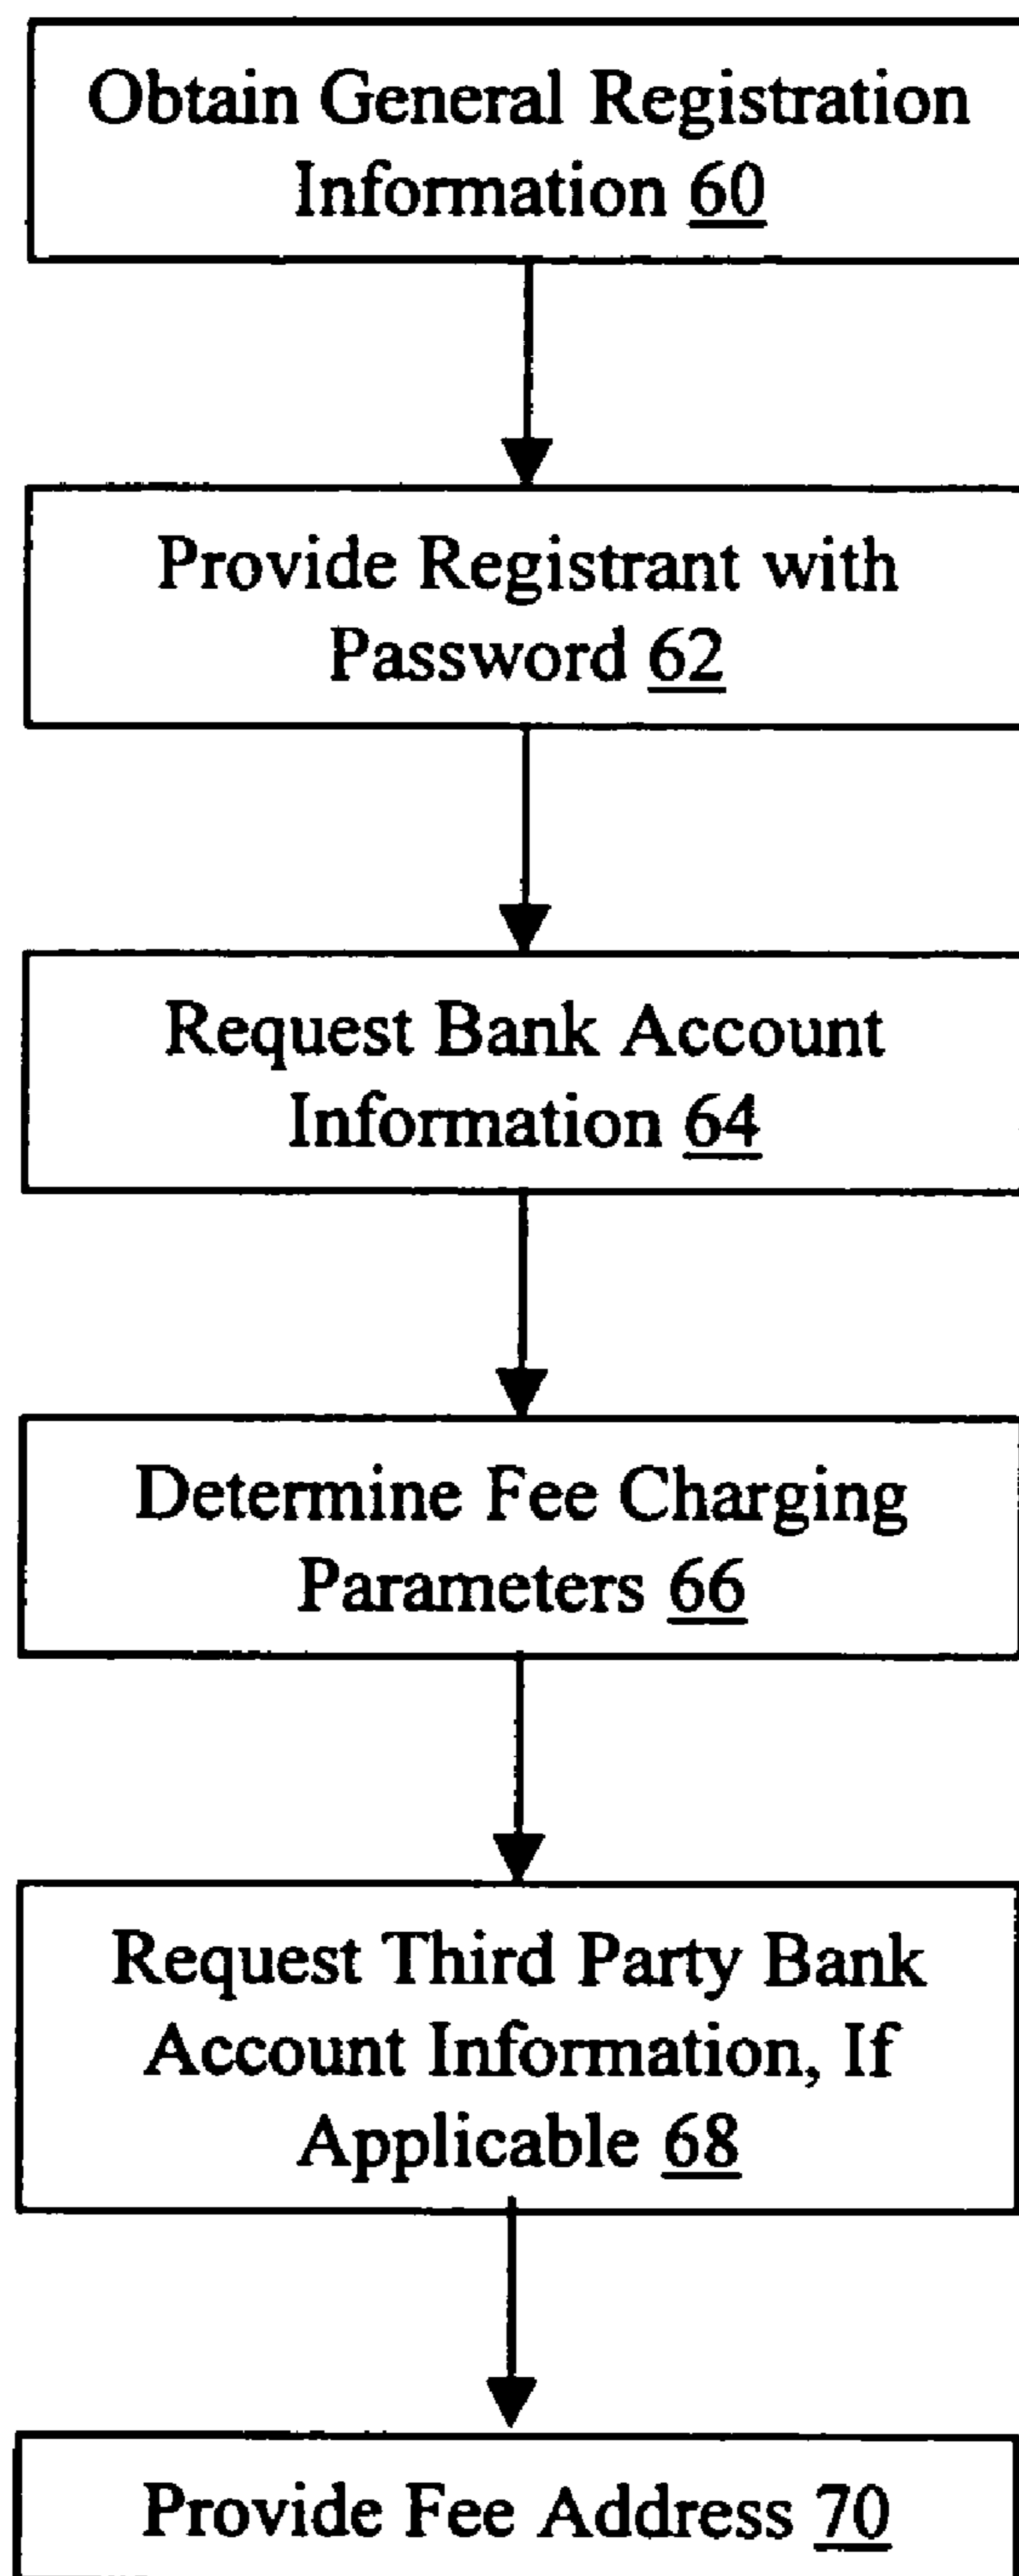 Obtain General Registration
Information 60
Provide Registrant with
Password 62
Request Bank Account
Information 64
Determine Fee Charging
Parameters 66
Request Third Party Bank
Account Information, If
Applicable 68
Provide Fee Address 70